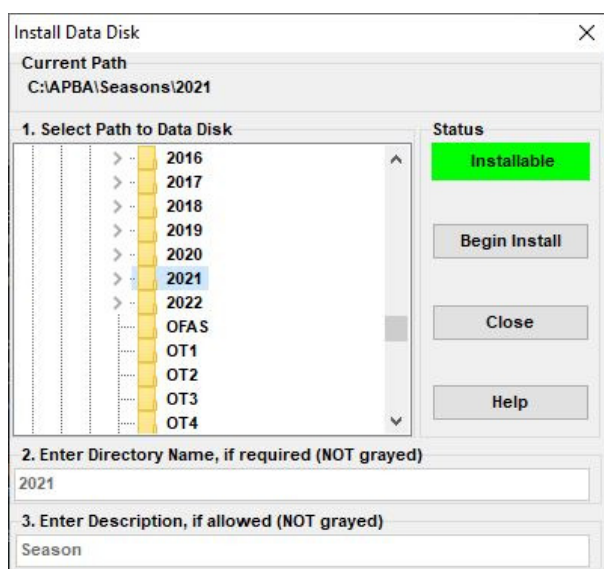 Install Data Disk
Current Path
C:\APBA\Seasons\2021
1. Select Path to Data Disk
2016
2017
2018
2019
2020
2021
2022
OFAS
OT1
OT2
OT3
OT4
Status
Installable
Begin Install
Close
Help
2. Enter Directory Name, if required (NOT grayed)
2021
3. Enter Description, if allowed (NOT grayed)
Season